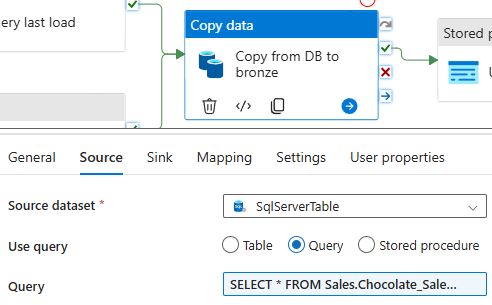 ery last load
Copy data
Copy from DB to
bronze
Stored p
General Source Sink Mapping Settings User properties
Source dataset * SqlServerTable
Use query Table Query Stored procedure
Query SELECT * FROM Sales.Chocolate_Sale...